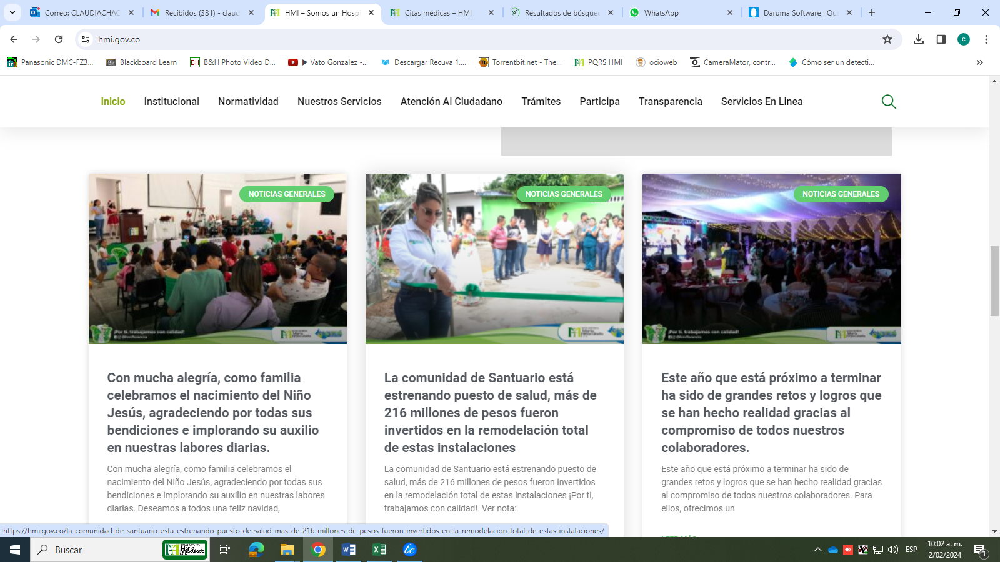 Correo: CLAUDIACHAC
Recibidos (381) - claud
HMI – Somos un Hospi
Citas médicas – HMI
Resultados de búsqued
WhatsApp
Daruma Software | Qua
hmi.gov.co
c
Panasonic DMC-FZ3...
Blackboard Learn
B&H Photo Video D...
▶ Vato Gonzalez -...
Descargar Recuva 1....
Torrentbit.net - The...
PQRS HMI
ocioweb
CameraMator, contr...
Cómo ser un detecti...
Inicio
Institucional
Normatividad
Nuestros Servicios
Atención Al Ciudadano
Trámites
Participa
Transparencia
Servicios En Linea
NOTICIAS GENERALES
¡Por ti, trabajamos con calidad!
María Inmaculada
Con mucha alegría, como familia
celebramos el nacimiento del Niño
Jesús, agradeciendo por todas sus
bendiciones e implorando su auxilio
en nuestras labores diarias.
Con mucha alegría, como familia celebramos el
nacimiento del Niño Jesús, agradeciendo por todas sus
bendiciones e implorando su auxilio en nuestras labores
diarias. Deseamos a todos una feliz navidad,
NOTICIAS GENERALES
María Inmaculada
La comunidad de Santuario está
estrenando puesto de salud, más de
216 millones de pesos fueron
invertidos en la remodelación total
de estas instalaciones
La comunidad de Santuario está estrenando puesto de
salud, más de 216 millones de pesos fueron invertidos
en la remodelación total de estas instalaciones ¡Por ti,
trabajamos con calidad!  Ver nota:
NOTICIAS GENERALES
¡Por ti, trabajamos con calidad!
María Inmaculada
Este año que está próximo a terminar
ha sido de grandes retos y logros que
se han hecho realidad gracias al
compromiso de todos nuestros
colaboradores.
Este año que está próximo a terminar ha sido de
grandes retos y logros que se han hecho realidad gracias
al compromiso de todos nuestros colaboradores. Para
ellos, ofrecimos un
https://hmi.gov.co/la-comunidad-de-santuario-esta-estrenando-puesto-de-salud-mas-de-216-millones-de-pesos-fueron-invertidos-en-la-remodelacion-total-de-estas-instalaciones/
Buscar
María Inmaculada
ESP
10:02 a. m.
2/02/2024
1